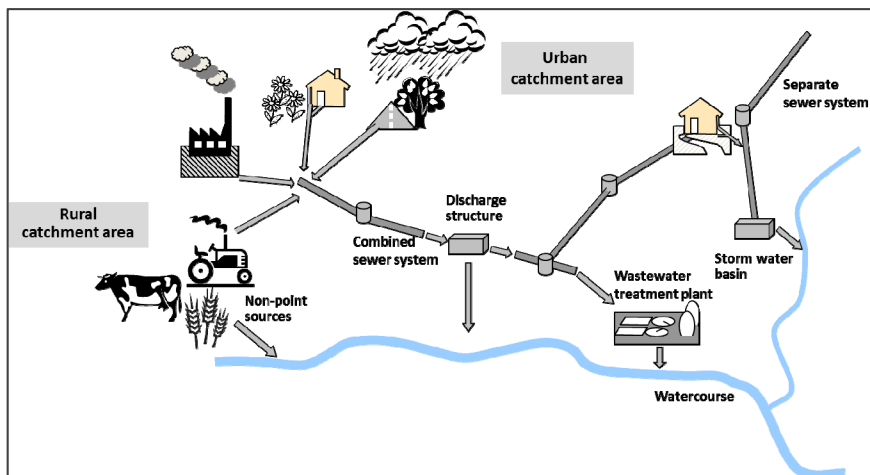 Urban
catchment area
Separate
sewer system
Rural
catchment area
Discharge
structure
Combined
sewer system
Storm water
basin
Wastewater
treatment plant
Non-point
sources
Watercourse